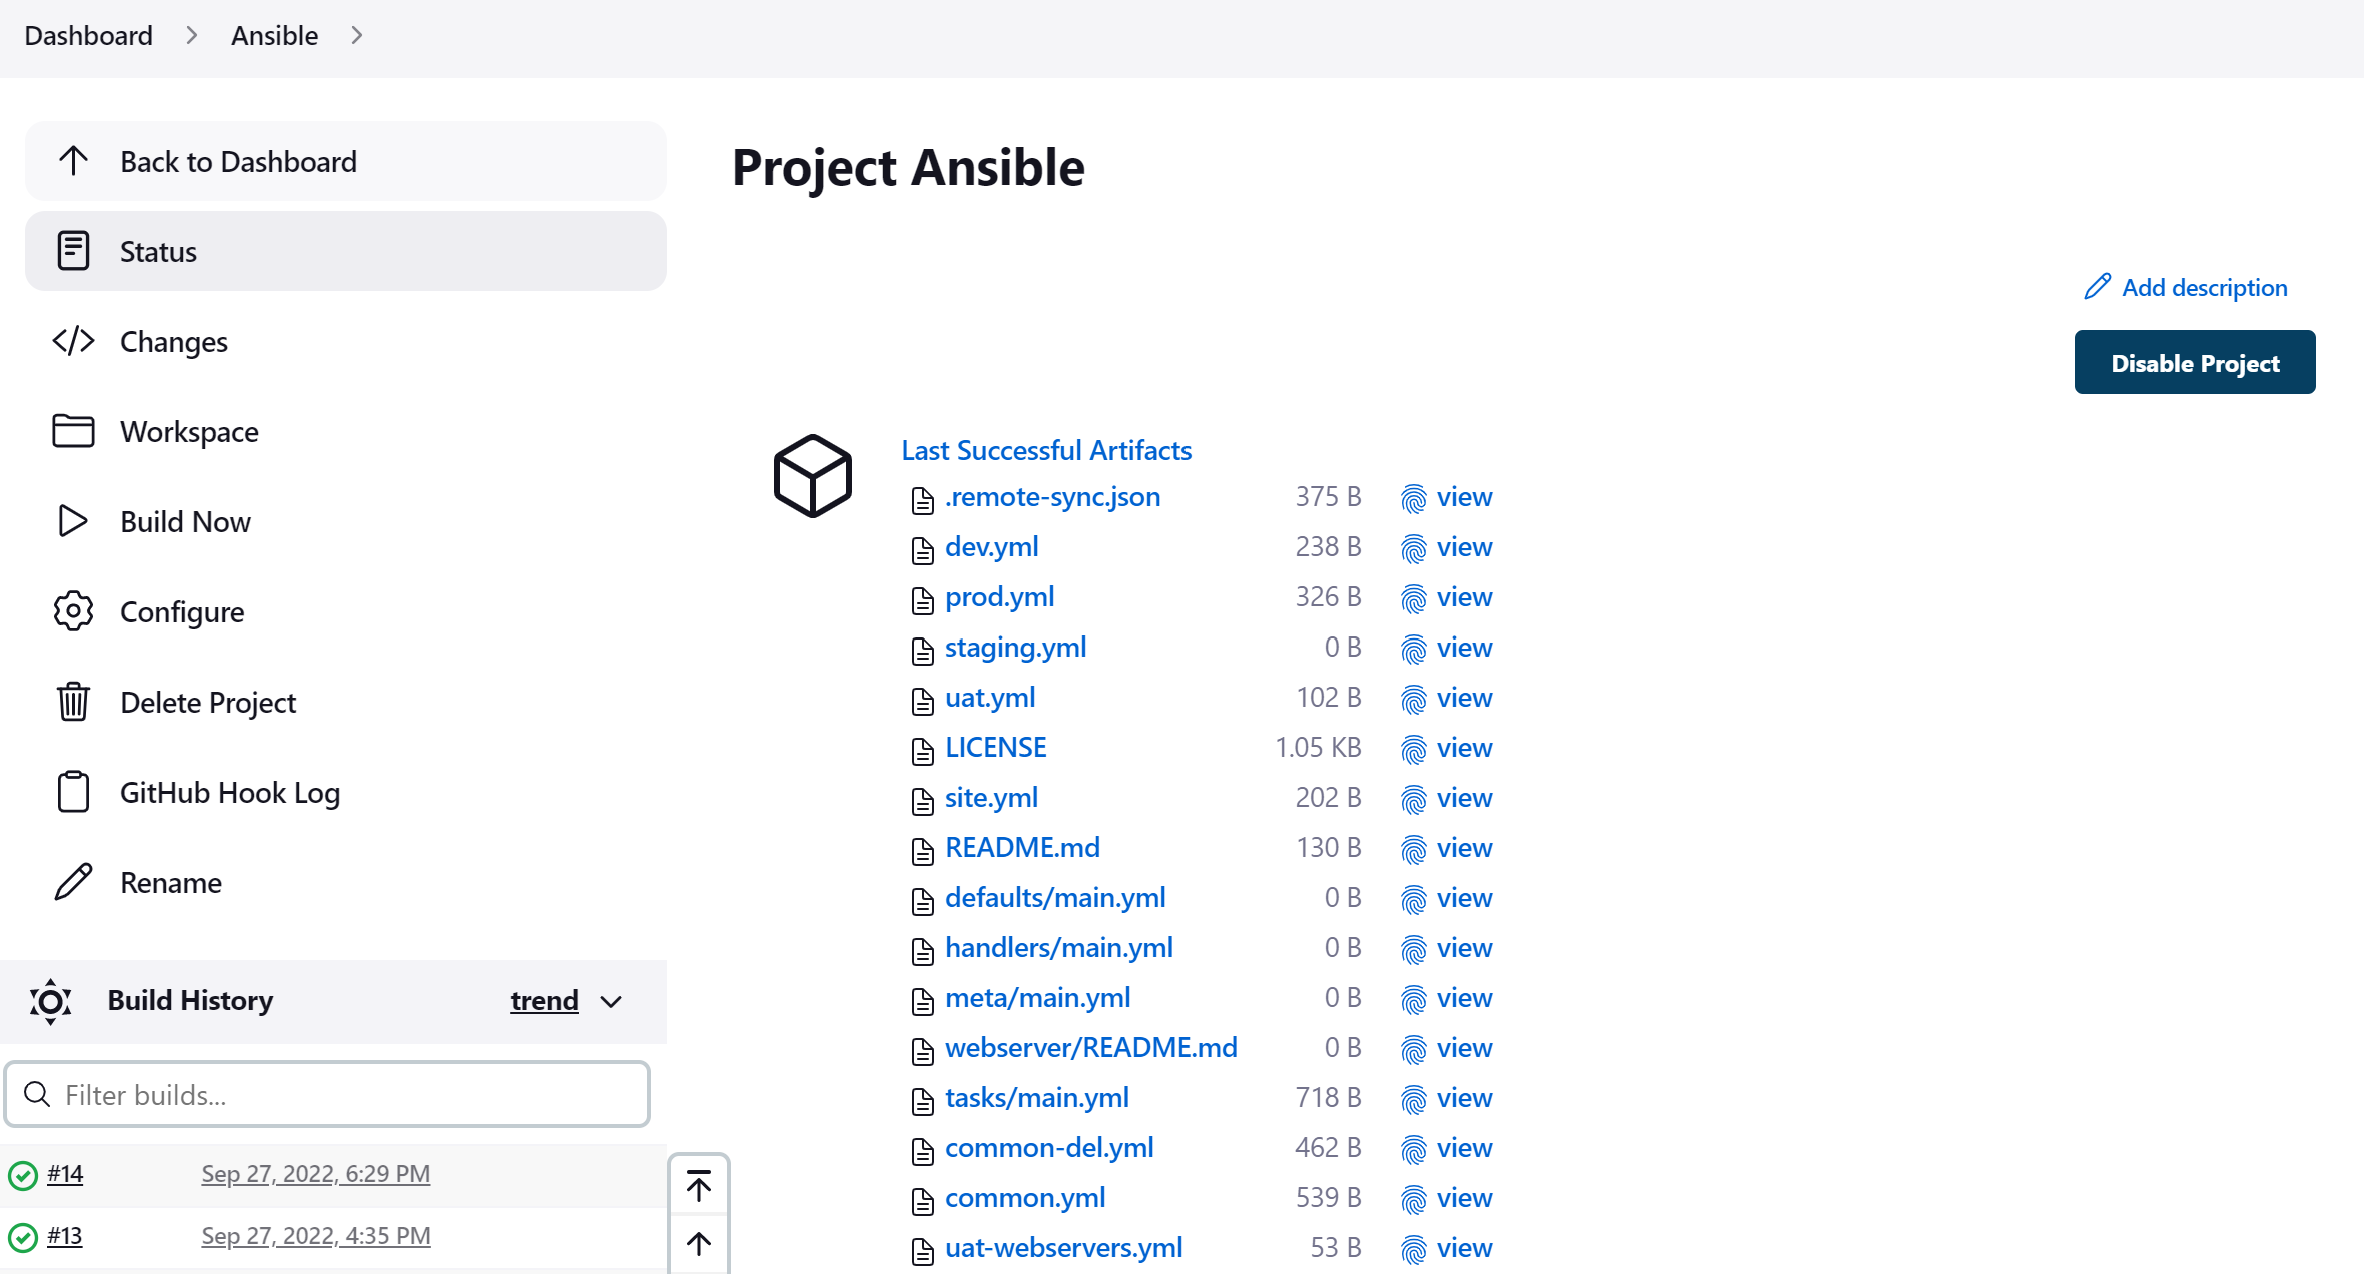 Dashboard > Ansible >
Back to Dashboard
Status
Changes
Workspace
Build Now
Configure
Delete Project
GitHub Hook Log
Rename
Build History trend
Filter builds...
#14 Sep 27, 2022, 6:29 PM
#13 Sep 27, 2022, 4:35 PM
Project Ansible
Add description
Disable Project
Last Successful Artifacts
.remote-sync.json 375 B view
dev.yml 238 B view
prod.yml 326 B view
staging.yml 0 B view
uat.yml 102 B view
LICENSE 1.05 KB view
site.yml 202 B view
README.md 130 B view
defaults/main.yml 0 B view
handlers/main.yml 0 B view
meta/main.yml 0 B view
webserver/README.md 0 B view
tasks/main.yml 718 B view
common-del.yml 462 B view
common.yml 539 B view
uat-webservers.yml 53 B view